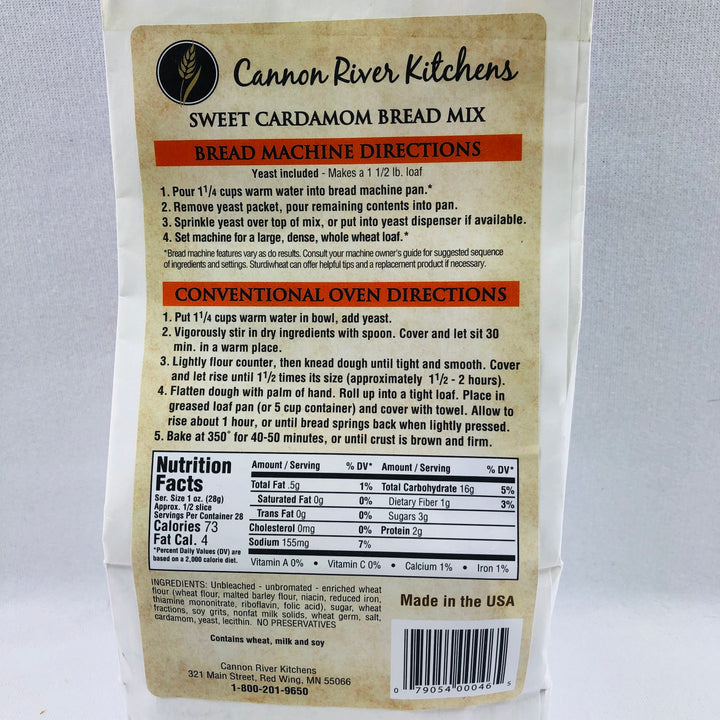 Cannon River Kitchens
SWEET CARDAMOM BREAD MIX
BREAD MACHINE DIRECTIONS
Yeast included - Makes a 1 1/2 lb. loaf
1. Pour 1 1/4 cups warm water into bread machine pan.*
2. Remove yeast packet, pour remaining contents into pan.
3. Sprinkle yeast over top of mix, or put into yeast dispenser if available.
4. Set machine for a large, dense, whole wheat loaf.*
*Bread machine features vary as do results. Consult your machine owner's guide for suggested sequence
of ingredients and settings. Sturdiwheat can offer helpful tips and a replacement product if necessary.
CONVENTIONAL OVEN DIRECTIONS
1. Put 1 1/4 cups warm water in bowl, add yeast.
2. Vigorously stir in dry ingredients with spoon. Cover and let sit 30
min. in a warm place.
3. Lightly flour counter, then knead dough until tight and smooth. Cover
and let rise until 1 1/2 times its size (approximately 1 1/2 - 2 hours).
4. Flatten dough with palm of hand. Roll up into a tight loaf. Place in
greased loaf pan (or 5 cup container) and cover with towel. Allow to
rise about 1 hour, or until bread springs back when lightly pressed.
5. Bake at 350° for 40-50 minutes, or until crust is brown and firm.
Nutrition
Facts
Ser. Size 1 oz. (28g)
Approx. 1/2 slice
Servings Per Container 28
Calories 73
Fat Cal. 4
*Percent Daily Values (DV) are
based on a 2,000 calorie diet.
Amount / Serving % DV* Amount / Serving % DV*
Total Fat .5g 1% Total Carbohydrate 16g 5%
Saturated Fat 0g 0% Dietary Fiber 1g 3%
Trans Fat 0g 0% Sugars 3g
Cholesterol 0mg 0% Protein 2g
Sodium 155mg 7%
Vitamin A 0% • Vitamin C 0% • Calcium 1% • Iron 1%
INGREDIENTS: Unbleached - unbromated - enriched wheat
flour (wheat flour, malted barley flour, niacin, reduced iron,
thiamine mononitrate, riboflavin, folic acid), sugar, wheat
fractions, soy grits, nonfat milk solids, wheat germ, salt,
cardamom, yeast, lecithin. NO PRESERVATIVES
Contains wheat, milk and soy
Cannon River Kitchens
321 Main Street, Red Wing, MN 55066
1-800-201-9650
Made in the USA
0 79054 00046 5